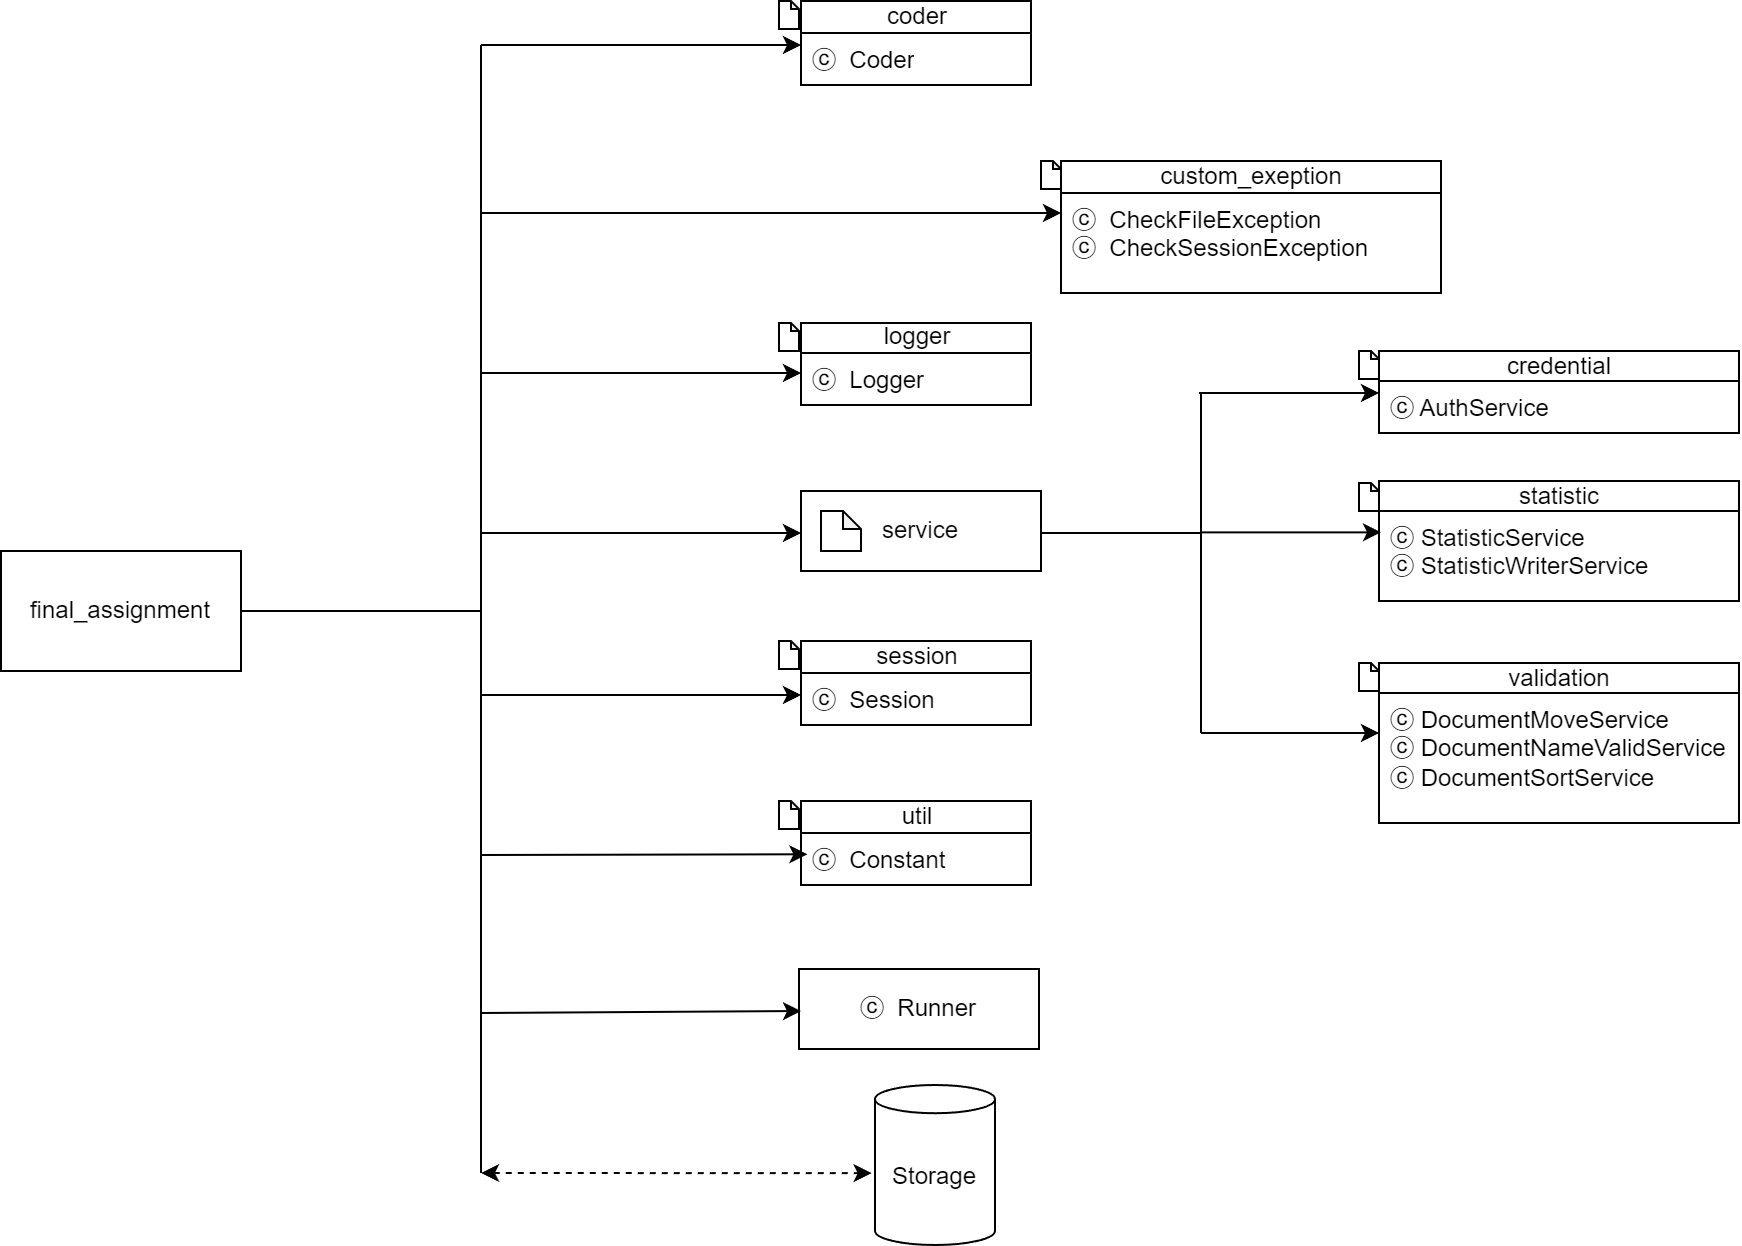 coder
ⓒ Coder
custom_exeption
ⓒ CheckFileException
ⓒ CheckSessionException
logger
ⓒ Logger
credential
ⓒ AuthService
service
statistic
ⓒ StatisticService
ⓒ StatisticWriterService
final_assignment
session
ⓒ Session
validation
ⓒ DocumentMoveService
ⓒ DocumentNameValidService
ⓒ DocumentSortService
util
ⓒ Constant
ⓒ Runner
Storage